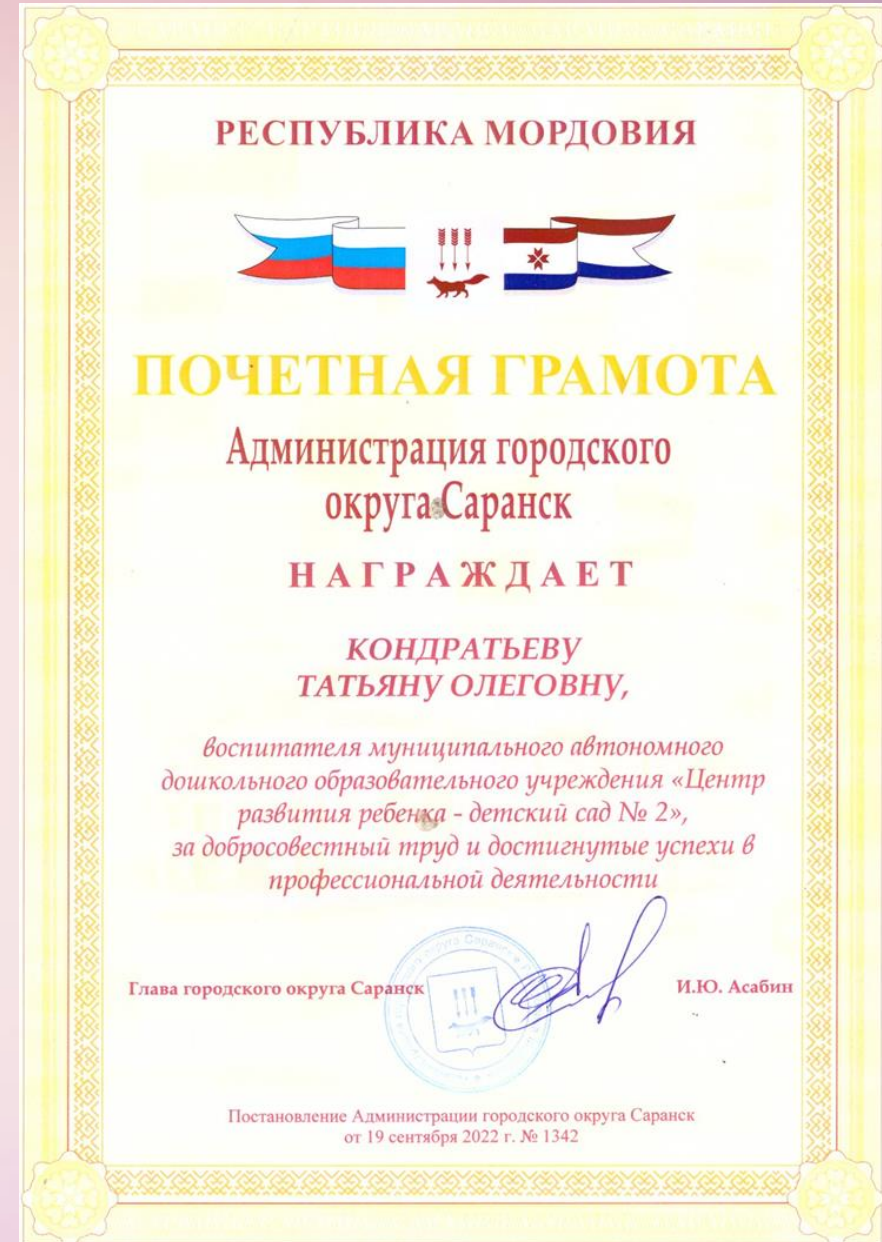 РЕСПУБЛИКА МОРДОВИЯ
ПОЧЕТНАЯ ГРАМОТА
Администрация городского
округа Саранск
НАГРАЖДАЕТ
КОНДРАТЬЕВУ
ТАТЬЯНУ ОЛЕГОВНУ,
воспитателя муниципального автономного
дошкольного образовательного учреждения «Центр
развития ребенка - детский сад № 2»,
за добросовестный труд и достигнутые успехи в
профессиональной деятельности
Глава городского округа Саранск
И.Ю. Асабин
Постановление Администрации городского округа Саранск
от 19 сентября 2022 г. № 1342